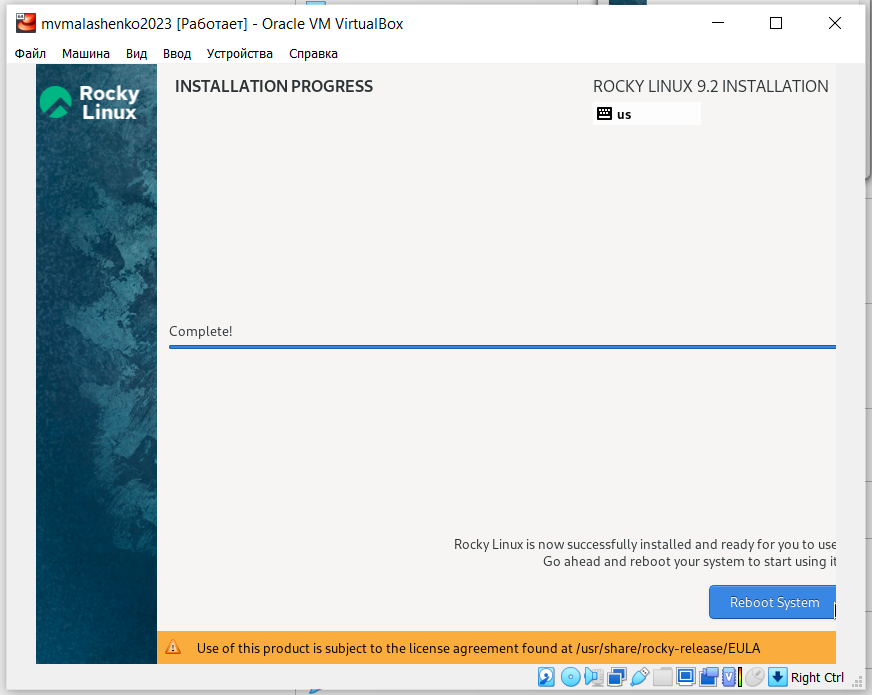 mvmalashenko2023 [Работает] - Oracle VM VirtualBox
Файл Машина Вид Ввод Устройства Справка
Rocky Linux
INSTALLATION PROGRESS
ROCKY LINUX 9.2 INSTALLATION
us
Complete!
Rocky Linux is now successfully installed and ready for you to use
Go ahead and reboot your system to start using it
Reboot System
Use of this product is subject to the license agreement found at /usr/share/rocky-release/EULA
Right Ctrl